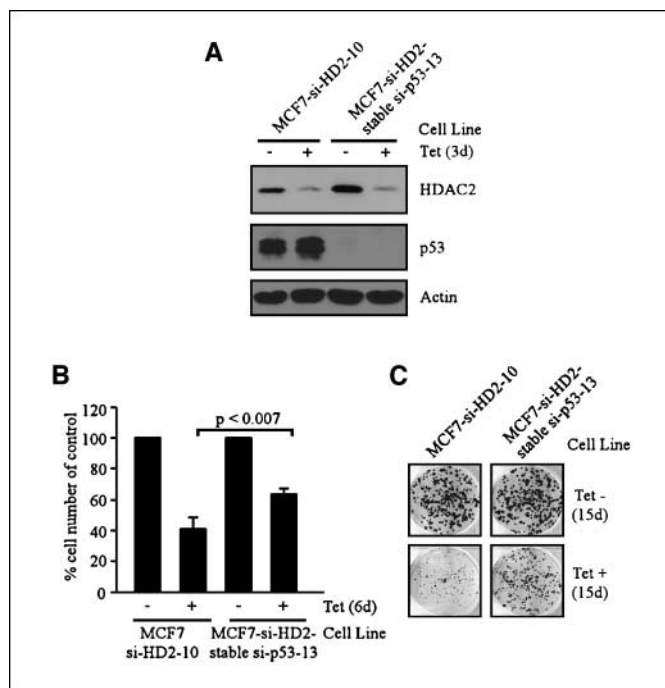 A
MCF7-si-HD2-10
MCF7-si-HD2-
stable si-p53-13
Cell Line
- + - + Tet (3d)
HDAC2
p53
Actin
B
p < 0.007
% cell number of control
120
100
80
60
40
20
0
- + - + Tet (6d)
MCF7
si-HD2-10
MCF7-si-HD2-
stable si-p53-13
Cell Line
C
MCF7-si-HD2-10
MCF7-si-HD2-
stable si-p53-13
Cell Line
Tet -
(15d)
Tet +
(15d)